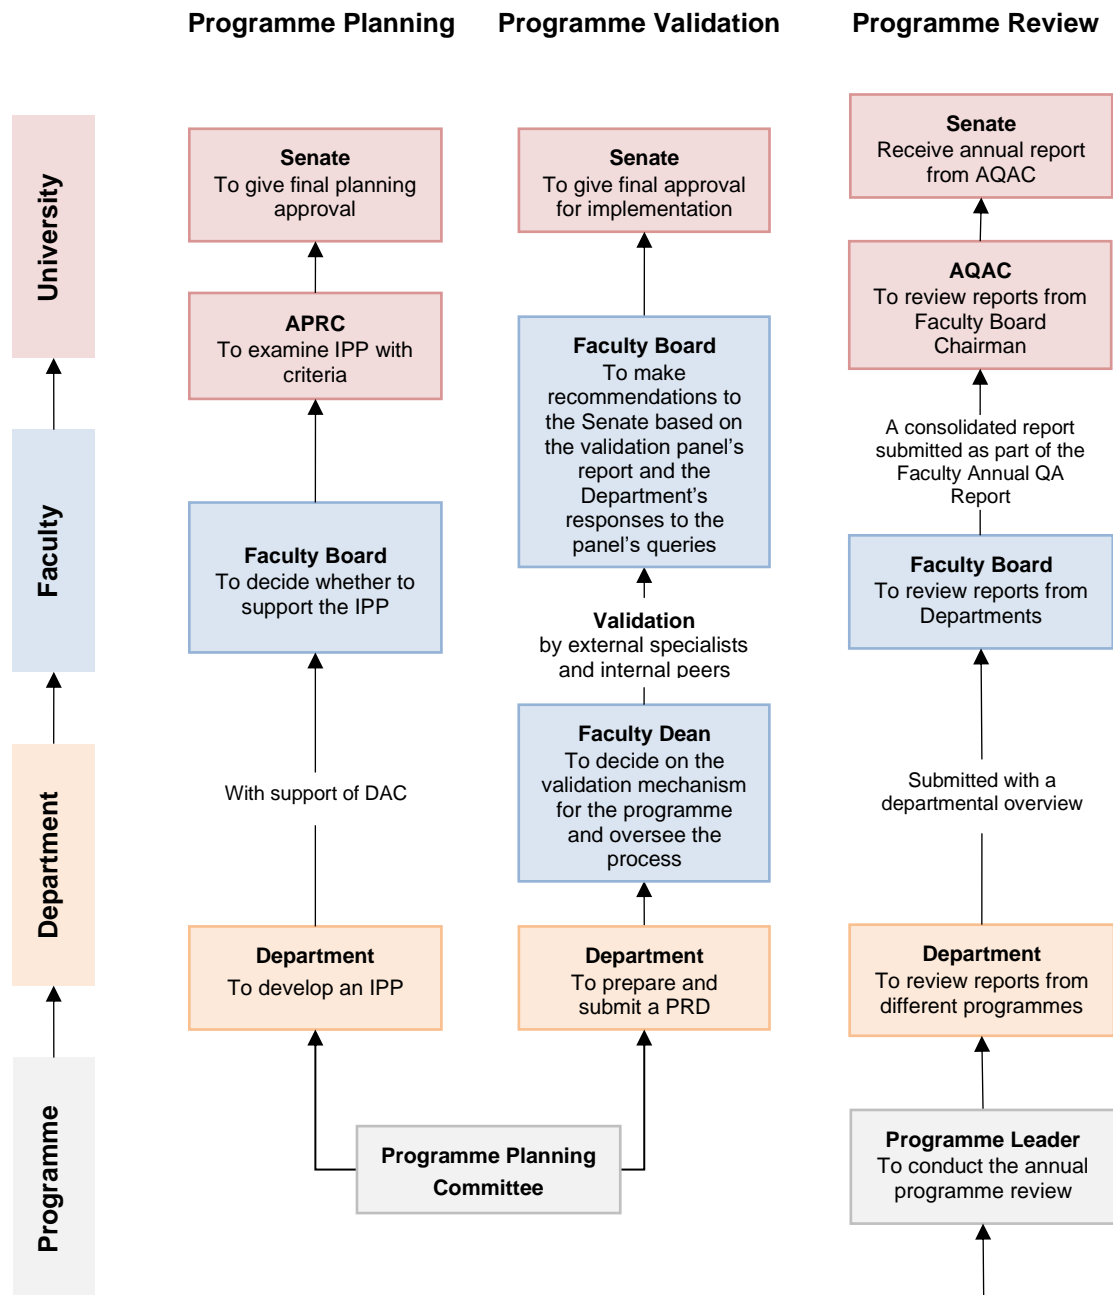 Programme Planning
Programme Validation
Programme Review
University
Faculty
Department
Programme
Senate
To give final planning
approval
APRC
To examine IPP with
criteria
Faculty Board
To decide whether to
support the IPP
With support of DAC
Department
To develop an IPP
Senate
To give final approval
for implementation
Faculty Board
To make
recommendations to
the Senate based on
the validation panel’s
report and the
Department’s
responses to the
panel’s queries
Validation
by external specialists
and internal peers
Faculty Dean
To decide on the
validation mechanism
for the programme
and oversee the
process
Department
To prepare and
submit a PRD
Programme Planning
Committee
Senate
Receive annual report
from AQAC
AQAC
To review reports from
Faculty Board
Chairman
A consolidated report
submitted as part of the
Faculty Annual QA
Report
Faculty Board
To review reports from
Departments
Submitted with a
departmental overview
Department
To review reports from
different programmes
Programme Leader
To conduct the annual
programme review